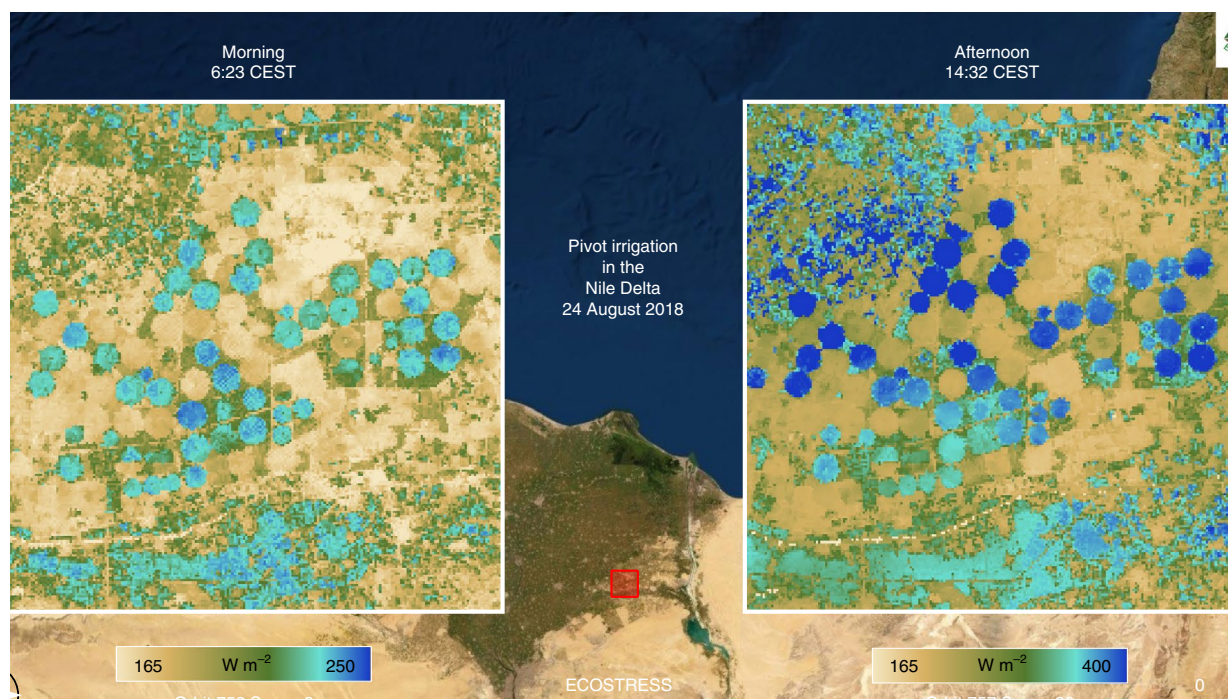 Morning
6:23 CEST
Afternoon
14:32 CEST
Pivot irrigation
in the
Nile Delta
24 August 2018
165 W m⁻² 250
165 W m⁻² 400
ECOSTRESS
0